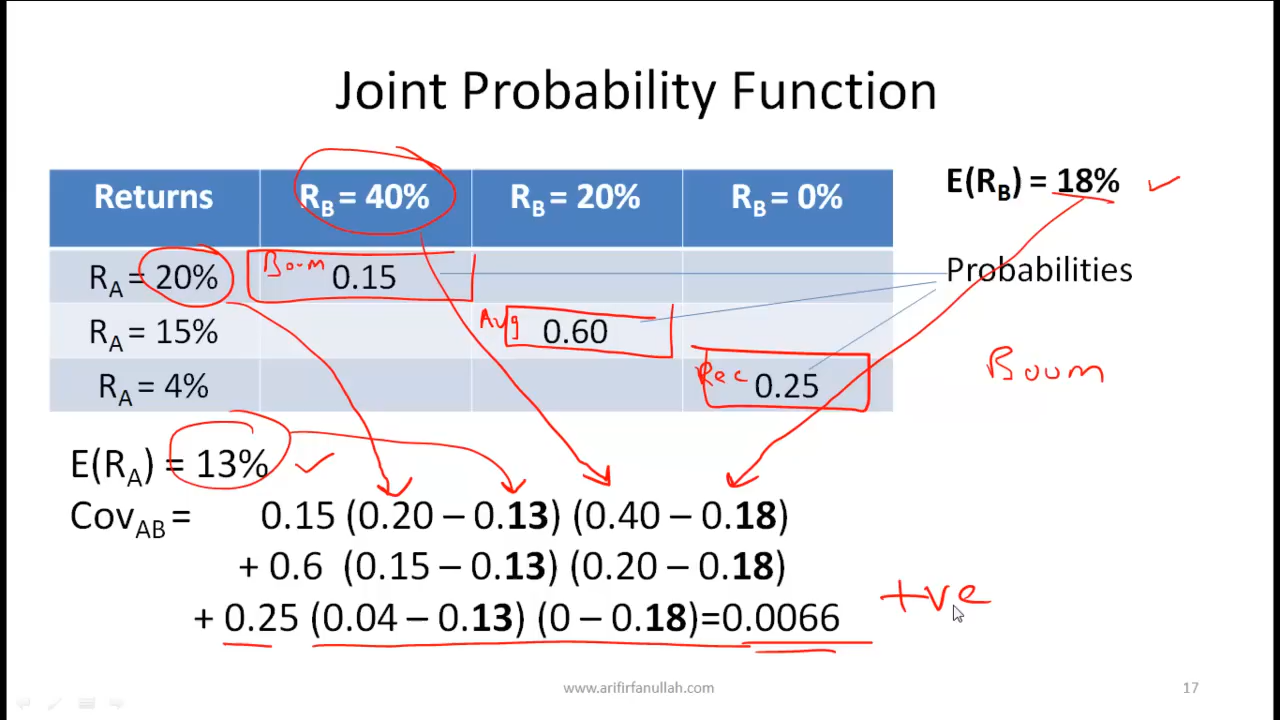 Joint Probability Function
Returns R_B = 40% R_B = 20% R_B = 0% E(R_B) = 18%
R_A = 20% Boom 0.15 Probabilities
R_A = 15% Avg 0.60
Boom
R_A = 4% Rec 0.25
E(R_A) = 13%
Cov_AB = 0.15 (0.20 – 0.13) (0.40 – 0.18)
+ 0.6 (0.15 – 0.13) (0.20 – 0.18)
+ve
+ 0.25 (0.04 – 0.13) (0 – 0.18)=0.0066
www.arifirfanullah.com 17